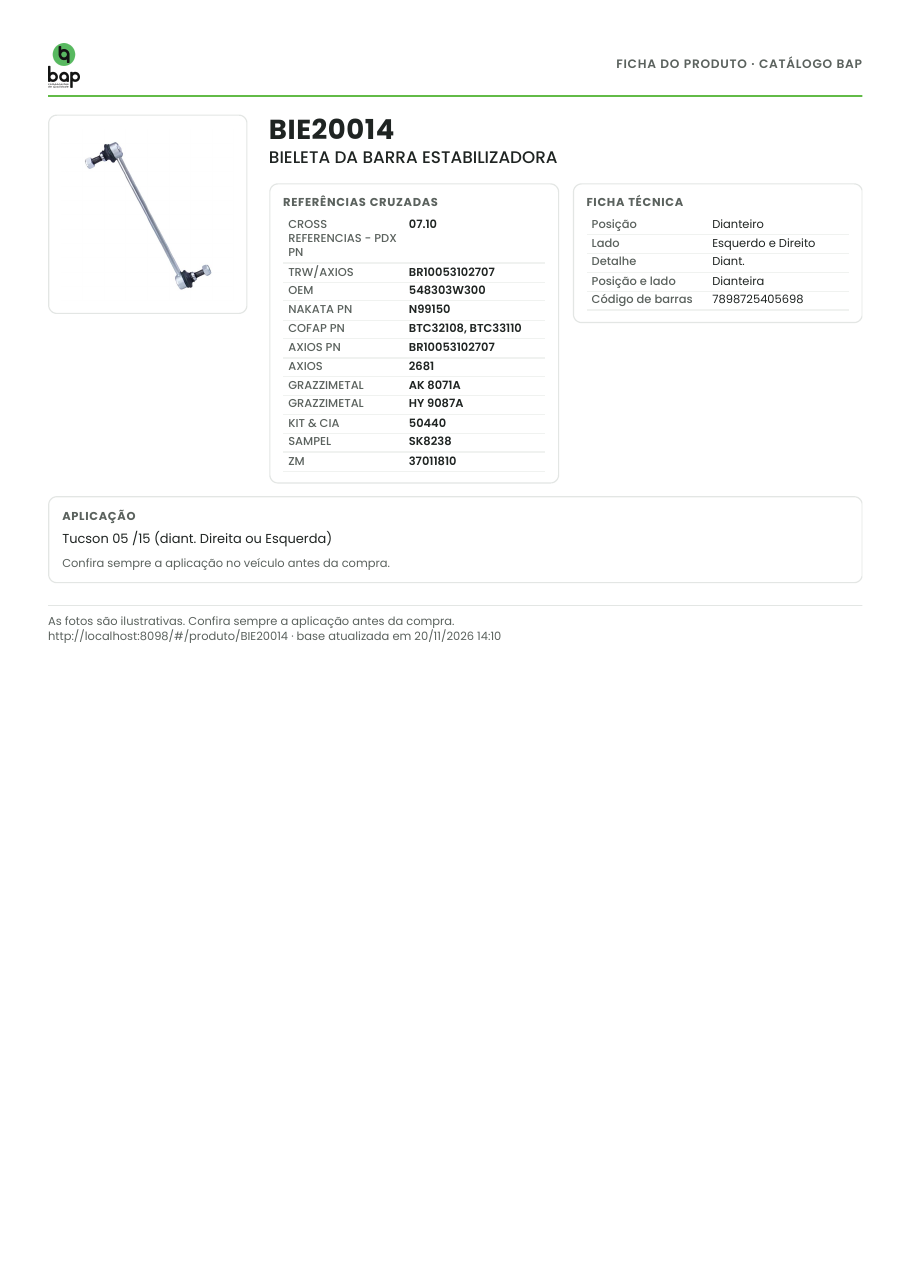 bap
FICHA DO PRODUTO · CATÁLOGO BAP
BIE20014
BIELETA DA BARRA ESTABILIZADORA
REFERÊNCIAS CRUZADAS
CROSS REFERENCIAS - PDX PN 07.10
TRW/AXIOS BR10053102707
OEM 548303W300
NAKATA PN N99150
COFAP PN BTC32108, BTC33110
AXIOS PN BR10053102707
AXIOS 2681
GRAZZIMETAL AK 8071A
GRAZZIMETAL HY 9087A
KIT & CIA 50440
SAMPEL SK8238
ZM 37011810
FICHA TÉCNICA
Posição Dianteiro
Lado Esquerdo e Direito
Detalhe Diant.
Posição e lado Dianteira
Código de barras 7898725405698
APLICAÇÃO
Tucson 05 /15 (diant. Direita ou Esquerda)
Confira sempre a aplicação no veículo antes da compra.
As fotos são ilustrativas. Confira sempre a aplicação antes da compra.
http://localhost:8098/#/produto/BIE20014 · base atualizada em 20/11/2026 14:10